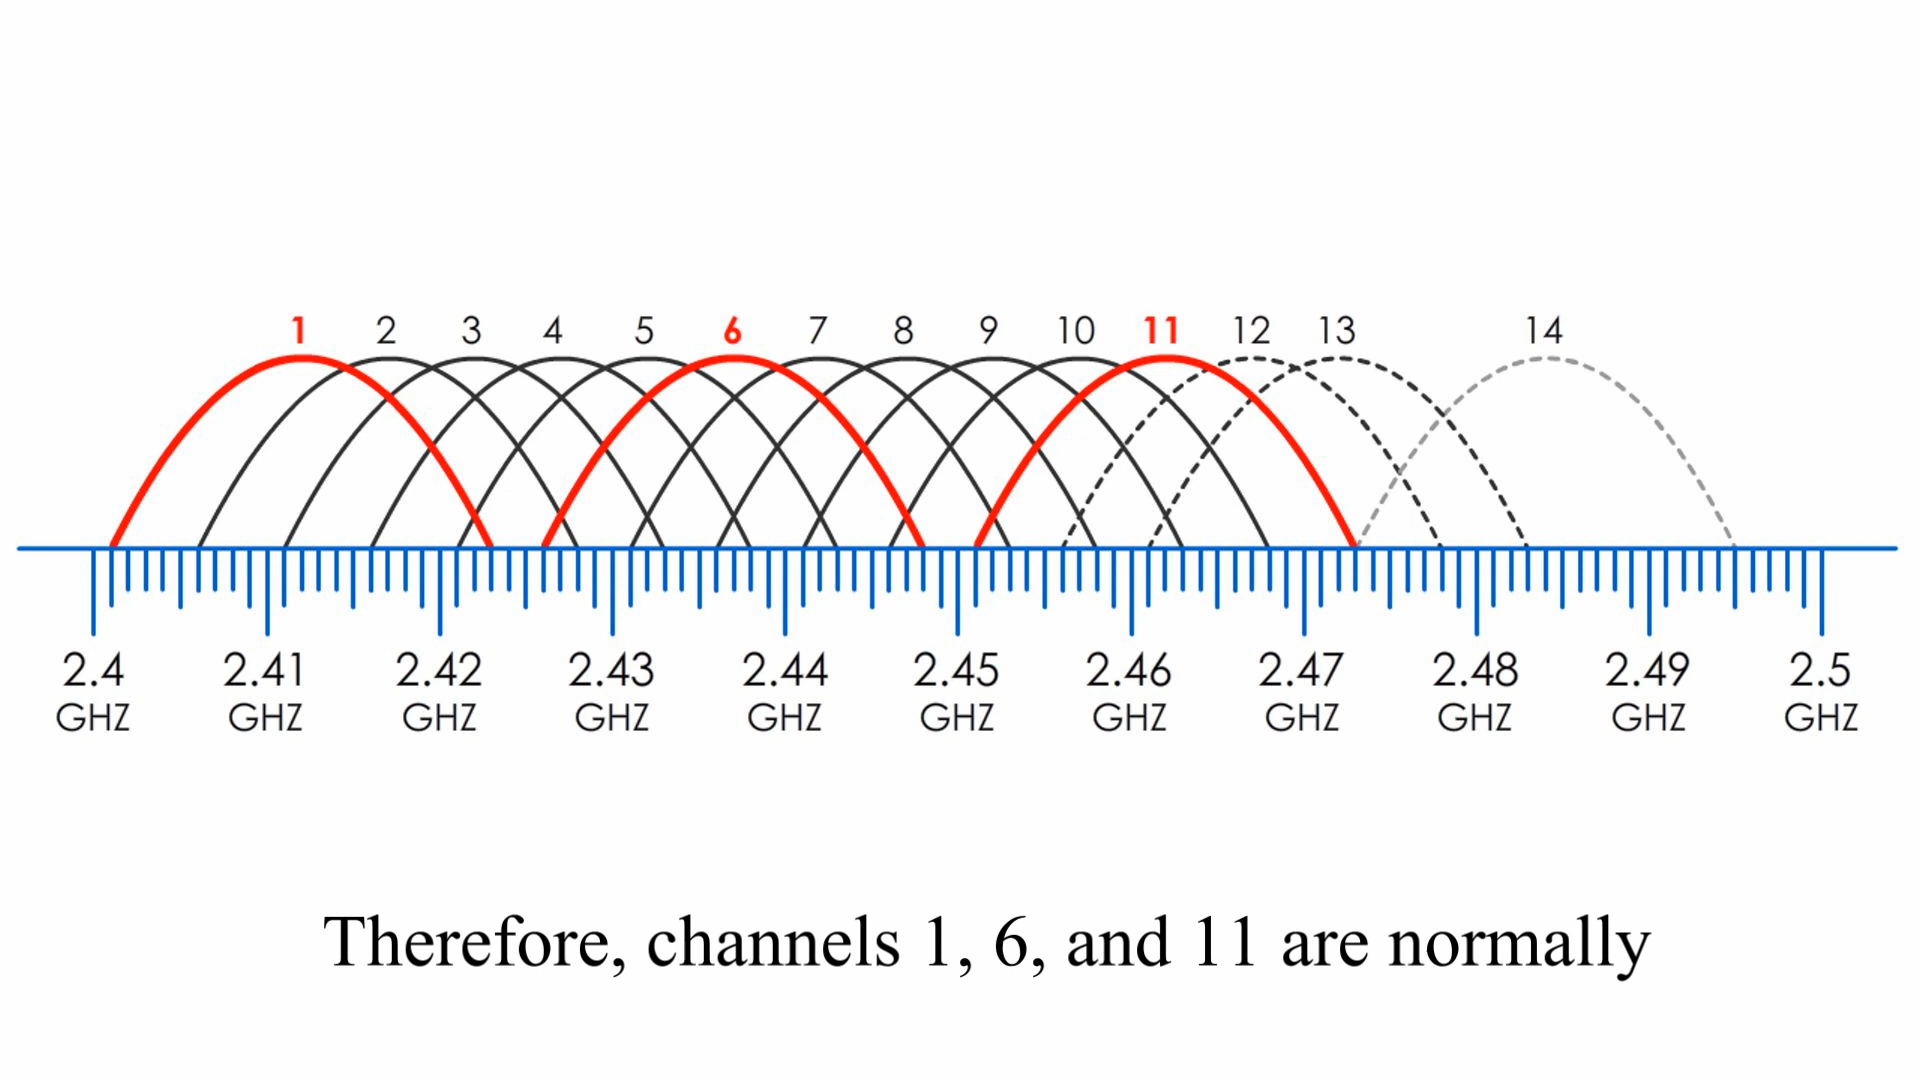 1 2 3 4 5 6 7 8 9 10 11 12 13 14
2.4 2.41 2.42 2.43 2.44 2.45 2.46 2.47 2.48 2.49 2.5
GHZ GHZ GHZ GHZ GHZ GHZ GHZ GHZ GHZ GHZ GHZ
Therefore, channels 1, 6, and 11 are normally